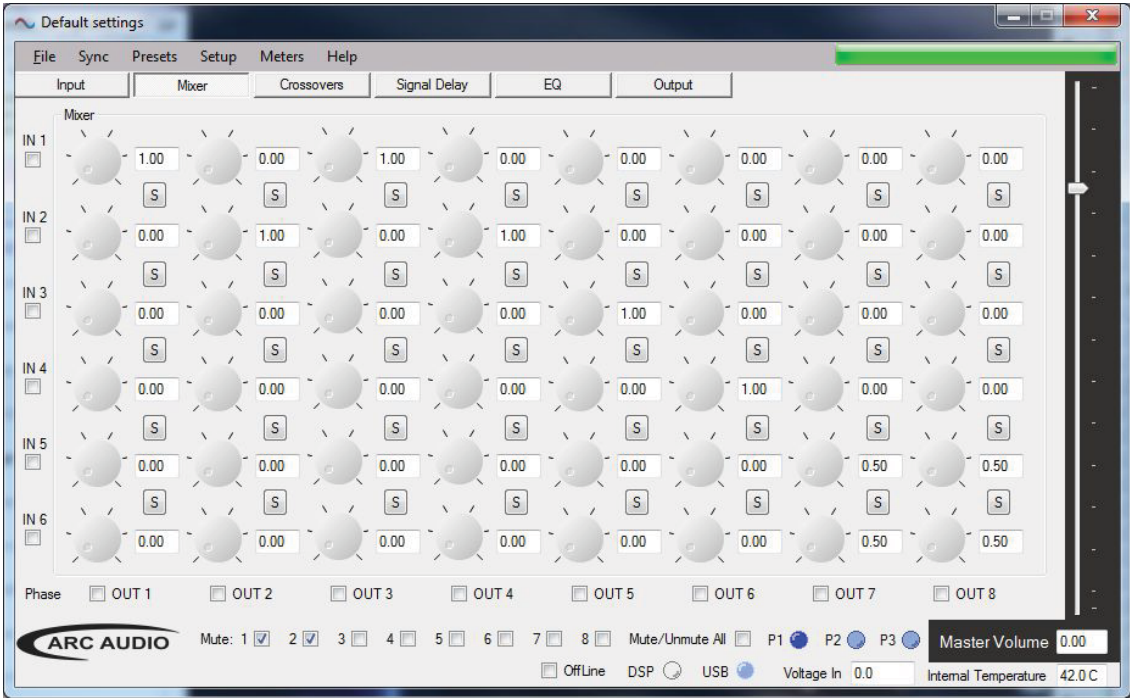 Default settings
File Sync Presets Setup Meters Help
Input Mixer Crossovers Signal Delay EQ Output
Mixer
IN 1
1.00 0.00 1.00 0.00 0.00 0.00 0.00 0.00
S S S S S S S S
IN 2
0.00 1.00 0.00 1.00 0.00 0.00 0.00 0.00
S S S S S S S S
IN 3
0.00 0.00 0.00 0.00 1.00 0.00 0.00 0.00
S S S S S S S S
IN 4
0.00 0.00 0.00 0.00 0.00 1.00 0.00 0.00
S S S S S S S S
IN 5
0.00 0.00 0.00 0.00 0.00 0.00 0.50 0.50
S S S S S S S S
IN 6
0.00 0.00 0.00 0.00 0.00 0.00 0.50 0.50
Phase OUT 1 OUT 2 OUT 3 OUT 4 OUT 5 OUT 6 OUT 7 OUT 8
ARC AUDIO Mute: 1 2 3 4 5 6 7 8 Mute/Unmute All P1 P2 P3 Master Volume 0.00
OffLine DSP USB Voltage In 0.0 Internal Temperature 42.0 C